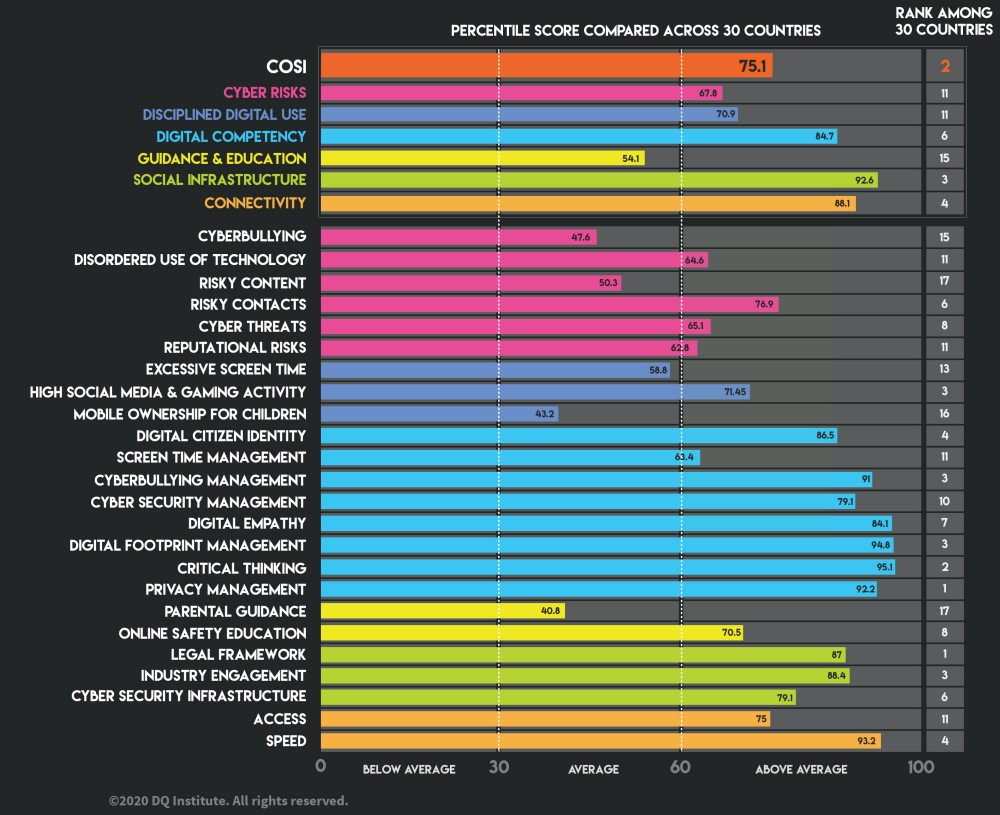 PERCENTILE SCORE COMPARED ACROSS 30 COUNTRIES
RANK AMONG
30 COUNTRIES
COSI 75.1 2
CYBER RISKS 67.8 11
DISCIPLINED DIGITAL USE 70.9 11
DIGITAL COMPETENCY 84.7 6
GUIDANCE & EDUCATION 54.1 15
SOCIAL INFRASTRUCTURE 92.6 3
CONNECTIVITY 88.1 4
CYBERBULLYING 47.6 15
DISORDERED USE OF TECHNOLOGY 64.6 11
RISKY CONTENT 50.3 17
RISKY CONTACTS 76.9 6
CYBER THREATS 65.1 8
REPUTATIONAL RISKS 62.8 11
EXCESSIVE SCREEN TIME 58.8 13
HIGH SOCIAL MEDIA & GAMING ACTIVITY 71.45 3
MOBILE OWNERSHIP FOR CHILDREN 43.2 16
DIGITAL CITIZEN IDENTITY 86.5 4
SCREEN TIME MANAGEMENT 63.4 11
CYBERBULLYING MANAGEMENT 91 3
CYBER SECURITY MANAGEMENT 79.1 10
DIGITAL EMPATHY 84.1 7
DIGITAL FOOTPRINT MANAGEMENT 94.8 3
CRITICAL THINKING 95.1 2
PRIVACY MANAGEMENT 92.2 1
PARENTAL GUIDANCE 40.8 17
ONLINE SAFETY EDUCATION 70.5 8
LEGAL FRAMEWORK 87 1
INDUSTRY ENGAGEMENT 88.4 3
CYBER SECURITY INFRASTRUCTURE 79.1 6
ACCESS 75 11
SPEED 93.2 4
0 BELOW AVERAGE 30 AVERAGE 60 ABOVE AVERAGE 100
©2020 DQ Institute. All rights reserved.